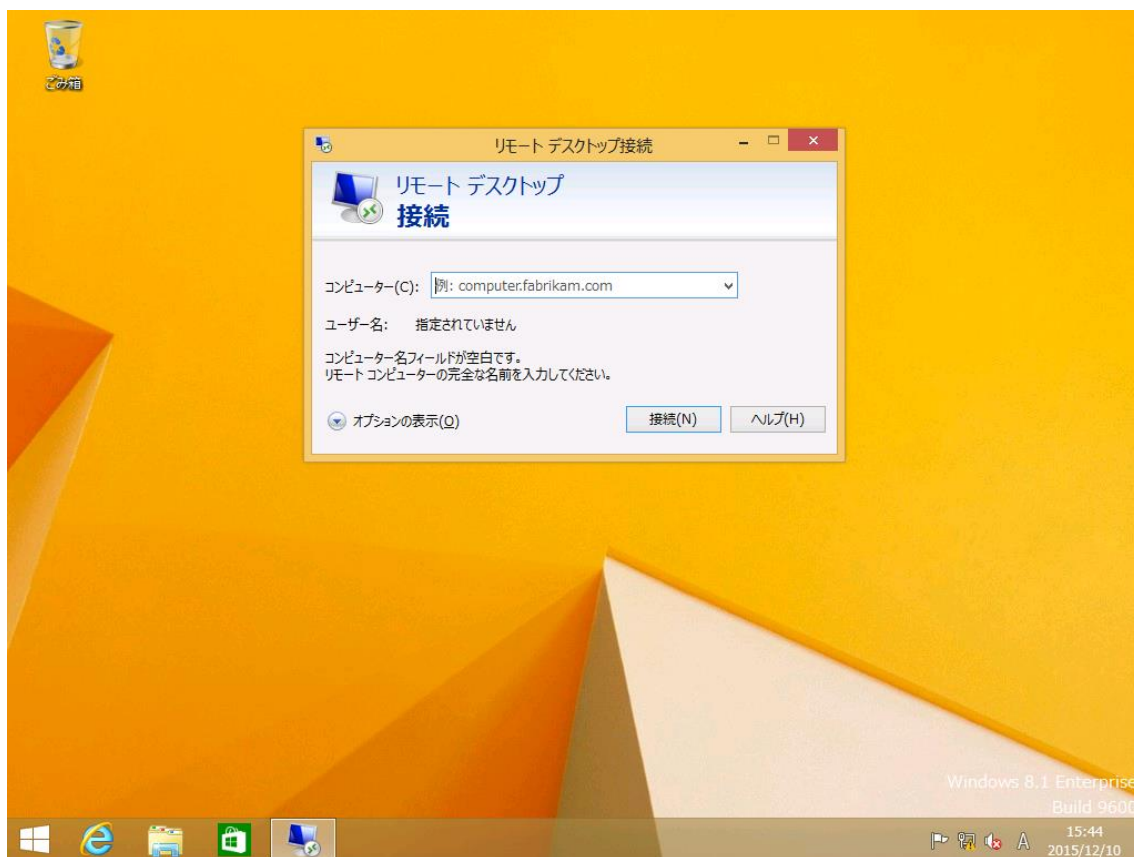 ごみ箱
リモート デスクトップ接続
リモート デスクトップ
接続
コンピューター(C): 例: computer.fabrikam.com
ユーザー名: 指定されていません
コンピューター名フィールドが空白です。
リモート コンピューターの完全な名前を入力してください。
オプションの表示(O) 接続(N) ヘルプ(H)
Windows 8.1 Enterprise
Build 9600
A 15:44
2015/12/10